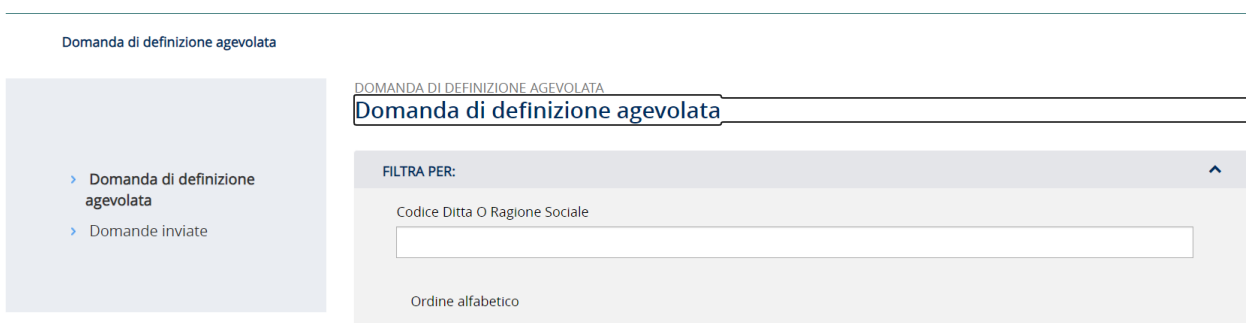 Domanda di definizione agevolata
Domanda di definizione
agevolata
Domande inviate
DOMANDA DI DEFINIZIONE AGEVOLATA
Domanda di definizione agevolata
FILTRA PER:
Codice Ditta O Ragione Sociale
Ordine alfabetico